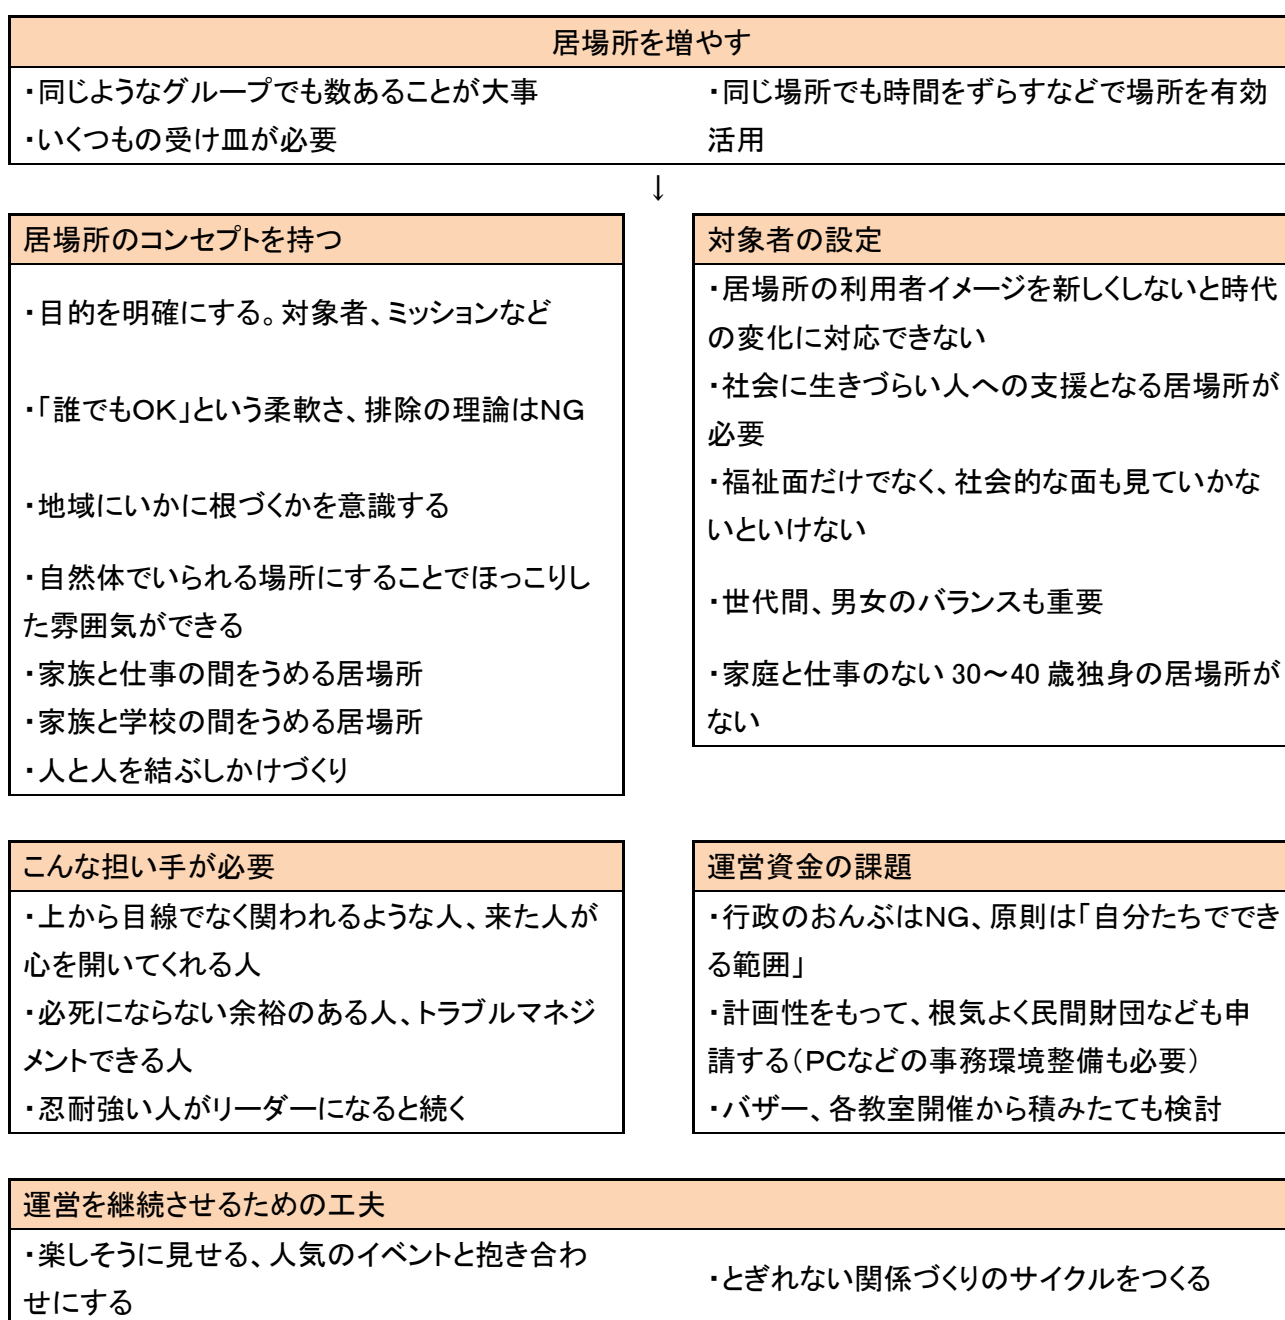 居場所を増やす
・同じようなグループでも数あることが大事
・いくつもの受け皿が必要
・同じ場所でも時間をずらすなどで場所を有効
活用
↓
居場所のコンセプトを持つ
・目的を明確にする。対象者、ミッションなど
・「誰でもOK」という柔軟さ、排除の理論はNG
・地域にいかに根づくかを意識する
・自然体でいられる場所にすることでほっこりし
た雰囲気ができる
・家族と仕事の間をうめる居場所
・家族と学校の間をうめる居場所
・人と人を結ぶしかけづくり
対象者の設定
・居場所の利用者イメージを新しくしないと時代
の変化に対応できない
・社会に生きづらい人への支援となる居場所が
必要
・福祉面だけでなく、社会的な面も見ていかな
いといけない
・世代間、男女のバランスも重要
・家庭と仕事のない 30~40 歳独身の居場所が
ない
こんな担い手が必要
・上から目線でなく関われるような人、来た人が
心を開いてくれる人
・必死にならない余裕のある人、トラブルマネジ
メントできる人
・忍耐強い人がリーダーになると続く
運営資金の課題
・行政のおんぶはNG、原則は「自分たちででき
る範囲」
・計画性をもって、根気よく民間財団なども申
請する(PCなどの事務環境整備も必要)
・バザー、各教室開催から積みたても検討
運営を継続させるための工夫
・楽しそうに見せる、人気のイベントと抱き合わ
せにする
・とぎれない関係づくりのサイクルをつくる